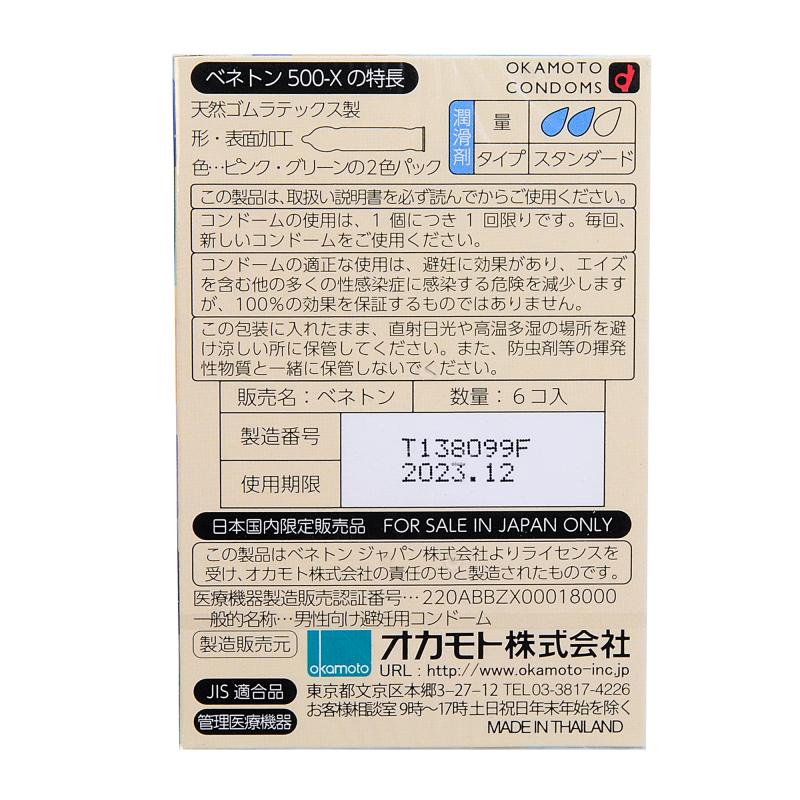 ベネトン 500-X の特長
OKAMOTO
CONDOMS
天然ゴムラテックス製
形・表面加工
色…ピンク・グリーンの2色パック
潤滑剤
量
タイプ スタンダード
この製品は、取扱い説明書を必ず読んでからご使用ください。
コンドームの使用は、1個につき1回限りです。毎回、
新しいコンドームをご使用ください。
コンドームの適正な使用は、避妊に効果があり、エイズ
を含む他の多くの性感染症に感染する危険を減少します
が、100%の効果を保証するものではありません。
この包装に入れたまま、直射日光や高温多湿の場所を避
け涼しい所に保管してください。また、防虫剤等の揮発
性物質と一緒に保管しないでください。
販売名：ベネトン 数量：6コ入
製造番号 T138099F
使用期限 2023.12
日本国内限定販売品 FOR SALE IN JAPAN ONLY
この製品はベネトン ジャパン株式会社よりライセンスを
受け、オカモト株式会社の責任のもと製造されたものです。
医療機器製造販売認証番号…220ABBZX00018000
一般的名称…男性向け避妊用コンドーム
製造販売元
okamoto
オカモト株式会社
URL : http://www.okamoto-inc.jp
JIS 適合品
東京都文京区本郷3-27-12 TEL03-3817-4226
管理医療機器
お客様相談室 9時〜17時 土日祝日年末年始を除く
MADE IN THAILAND